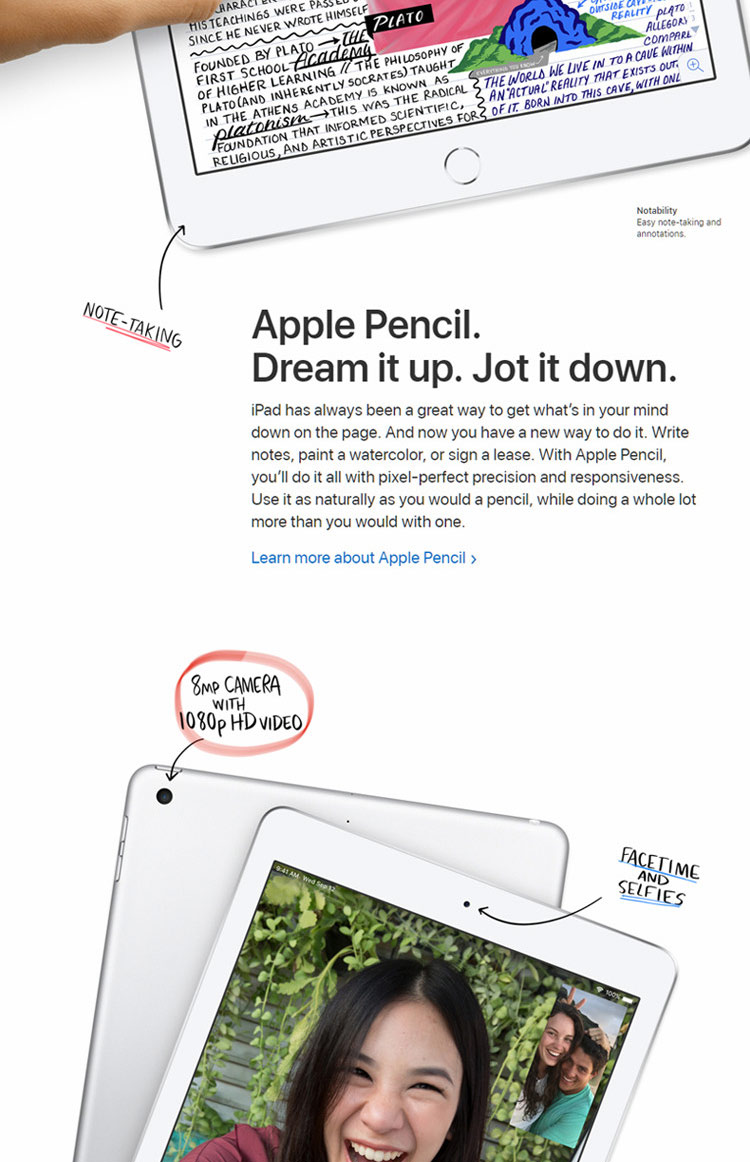 CHARACTER
HIS TEACHINGS WERE PASSED
SINCE HE NEVER WROTE HIMSELF
FOUNDED BY PLATO → THE
FIRST SCHOOL Academy
OF HIGHER LEARNING // THE PHILOSOPHY OF
PLATO (AND INHERENTLY SOCRATES) TAUGHT
IN THE ATHENS ACADEMY IS KNOWN AS
platonism → THIS WAS THE RADICAL
FOUNDATION THAT INFORMED SCIENTIFIC,
RELIGIOUS, AND ARTISTIC PERSPECTIVES FOR
PLATO
OUTSIDE
REALITY
PLATO
ALLEGORY
COMPARE
EVERYTHING YOU KNOW
THE WORLD WE LIVE IN TO A CAVE WITHIN
AN "ACTUAL" REALITY THAT EXISTS OUT
OF IT. BORN INTO THIS CAVE, WITH ONL
Notability
Easy note-taking and
annotations.
NOTE-TAKING
Apple Pencil.
Dream it up. Jot it down.
iPad has always been a great way to get what's in your mind
down on the page. And now you have a new way to do it. Write
notes, paint a watercolor, or sign a lease. With Apple Pencil,
you'll do it all with pixel-perfect precision and responsiveness.
Use it as naturally as you would a pencil, while doing a whole lot
more than you would with one.
Learn more about Apple Pencil ›
8MP CAMERA
WITH
1080p HD VIDEO
FACETIME
AND
SELFIES
9:41 AM Wed Sep 12
100%